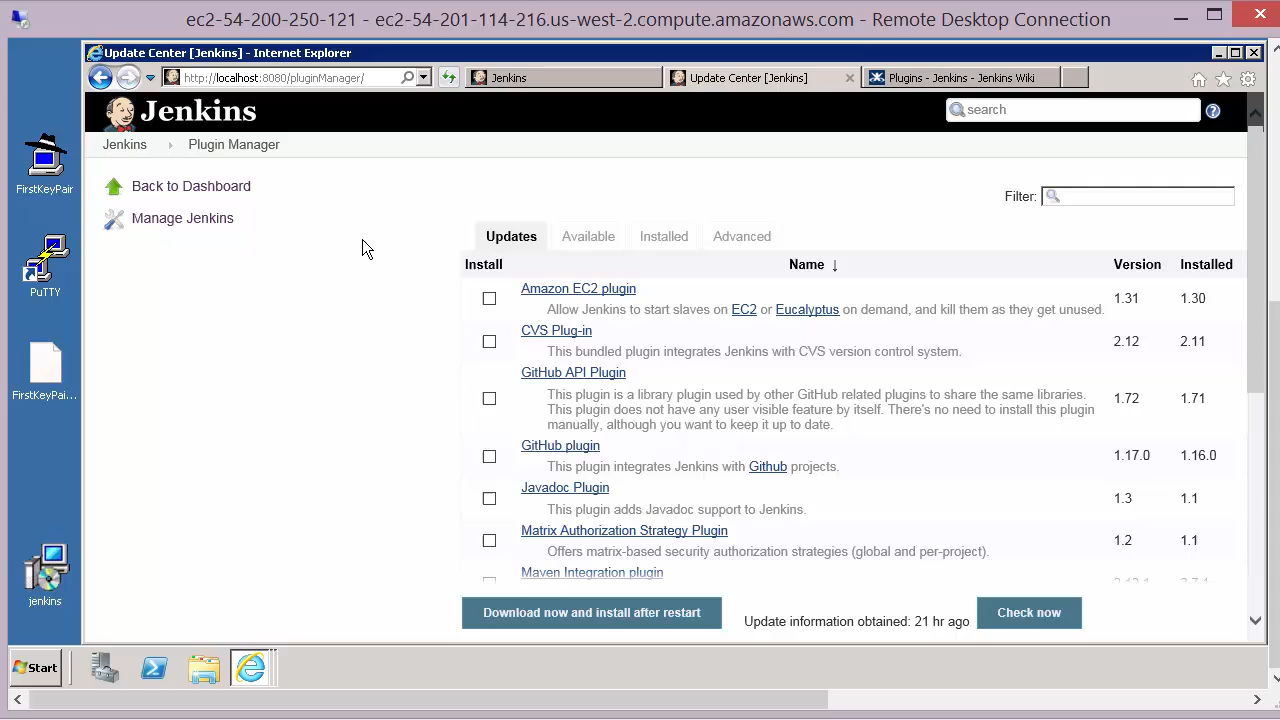 ec2-54-200-250-121 - ec2-54-201-114-216.us-west-2.compute.amazonaws.com - Remote Desktop Connection
Update Center [Jenkins] - Internet Explorer
http://localhost:8080/pluginManager/
Jenkins
Update Center [Jenkins]
Plugins - Jenkins - Jenkins Wiki
Jenkins
search
Jenkins
Plugin Manager
Back to Dashboard
Manage Jenkins
Filter:
Updates
Available
Installed
Advanced
Install
Name ↓
Version
Installed
Amazon EC2 plugin
Allow Jenkins to start slaves on EC2 or Eucalyptus on demand, and kill them as they get unused.
1.31
1.30
CVS Plug-in
This bundled plugin integrates Jenkins with CVS version control system.
2.12
2.11
GitHub API Plugin
This plugin is a library plugin used by other GitHub related plugins to share the same libraries.
This plugin does not have any user visible feature by itself. There's no need to install this plugin
manually, although you want to keep it up to date.
1.72
1.71
GitHub plugin
This plugin integrates Jenkins with Github projects.
1.17.0
1.16.0
Javadoc Plugin
This plugin adds Javadoc support to Jenkins.
1.3
1.1
Matrix Authorization Strategy Plugin
Offers matrix-based security authorization strategies (global and per-project).
1.2
1.1
Maven Integration plugin
Download now and install after restart
Update information obtained: 21 hr ago
Check now
FirstKeyPair
PuTTY
FirstKeyPai...
jenkins
Start